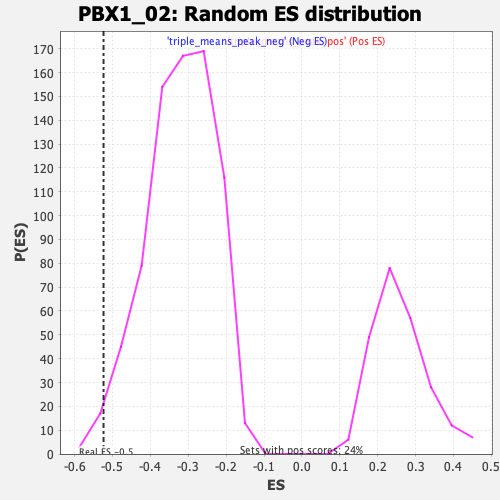 PBX1_02: Random ES distribution
'triple_means_peak_neg' (Neg ES) pos' (Pos ES)
170
160
150
140
130
120
110
100
90
80
70
60
50
40
30
20
10
0
P(ES)
Real ES -0.5
Sets with pos scores: 24%
-0.6 -0.5 -0.4 -0.3 -0.2 -0.1 0.0 0.1 0.2 0.3 0.4 0.5
ES